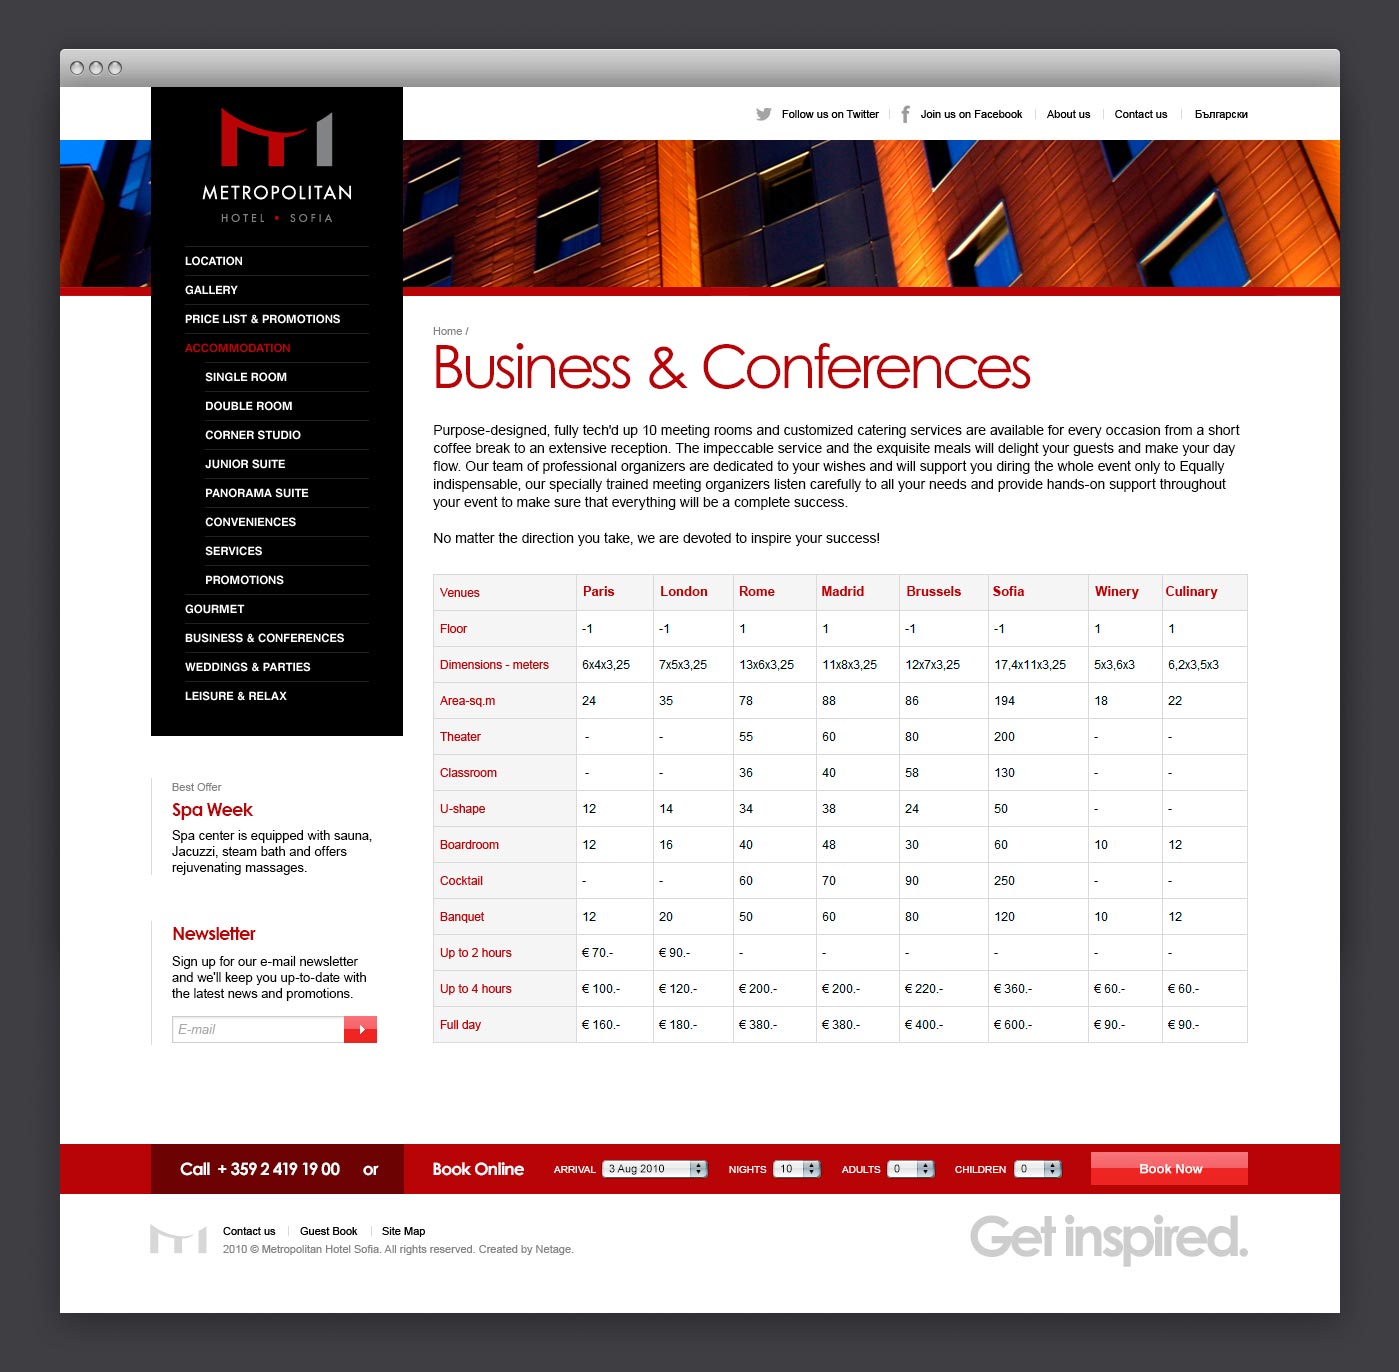 METROPOLITAN
HOTEL • SOFIA
Follow us on Twitter
Join us on Facebook
About us
Contact us
Български
LOCATION
GALLERY
PRICE LIST & PROMOTIONS
ACCOMMODATION
SINGLE ROOM
DOUBLE ROOM
CORNER STUDIO
JUNIOR SUITE
PANORAMA SUITE
CONVENIENCES
SERVICES
PROMOTIONS
GOURMET
BUSINESS & CONFERENCES
WEDDINGS & PARTIES
LEISURE & RELAX
Best Offer
Spa Week
Spa center is equipped with sauna,
Jacuzzi, steam bath and offers
rejuvenating massages.
Newsletter
Sign up for our e-mail newsletter
and we'll keep you up-to-date with
the latest news and promotions.
E-mail
Home /
Business & Conferences
Purpose-designed, fully tech'd up 10 meeting rooms and customized catering services are available for every occasion from a short
coffee break to an extensive reception. The impeccable service and the exquisite meals will delight your guests and make your day
flow. Our team of professional organizers are dedicated to your wishes and will support you diring the whole event only to Equally
indispensable, our specially trained meeting organizers listen carefully to all your needs and provide hands-on support throughout
your event to make sure that everything will be a complete success.
No matter the direction you take, we are devoted to inspire your success!
Venues Paris London Rome Madrid Brussels Sofia Winery Culinary
Floor -1 -1 1 1 -1 -1 1 1
Dimensions - meters 6x4x3,25 7x5x3,25 13x6x3,25 11x8x3,25 12x7x3,25 17,4x11x3,25 5x3,6x3 6,2x3,5x3
Area-sq.m 24 35 78 88 86 194 18 22
Theater - - 55 60 80 200 - -
Classroom - - 36 40 58 130 - -
U-shape 12 14 34 38 24 50 - -
Boardroom 12 16 40 48 30 60 10 12
Cocktail - - 60 70 90 250 - -
Banquet 12 20 50 60 80 120 10 12
Up to 2 hours € 70.- € 90.- - - - - - -
Up to 4 hours € 100.- € 120.- € 200.- € 200.- € 220.- € 360.- € 60.- € 60.-
Full day € 160.- € 180.- € 380.- € 380.- € 400.- € 600.- € 90.- € 90.-
Call + 359 2 419 19 00 or
Book Online ARRIVAL 3 Aug 2010 NIGHTS 10 ADULTS 0 CHILDREN 0 Book Now
Contact us Guest Book Site Map
2010 © Metropolitan Hotel Sofia. All rights reserved. Created by Netage.
Get inspired.